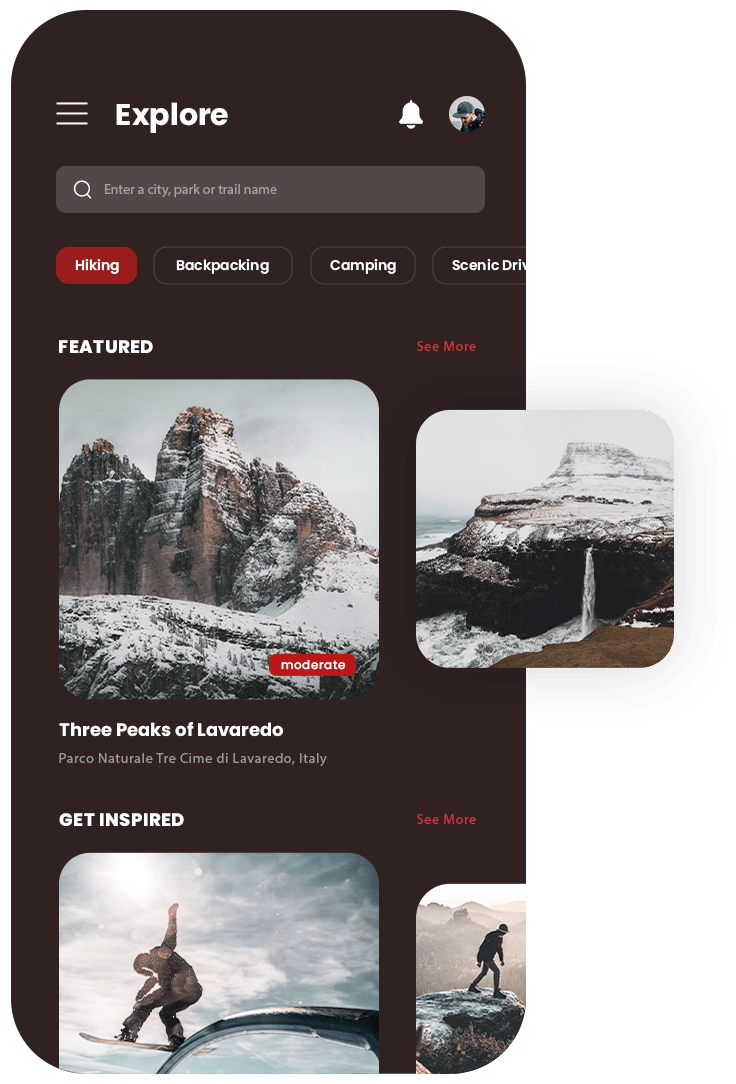 Explore
Enter a city, park or trail name
Hiking
Backpacking
Camping
Scenic Driv
FEATURED
See More
moderate
Three Peaks of Lavaredo
Parco Naturale Tre Cime di Lavaredo, Italy
GET INSPIRED
See More